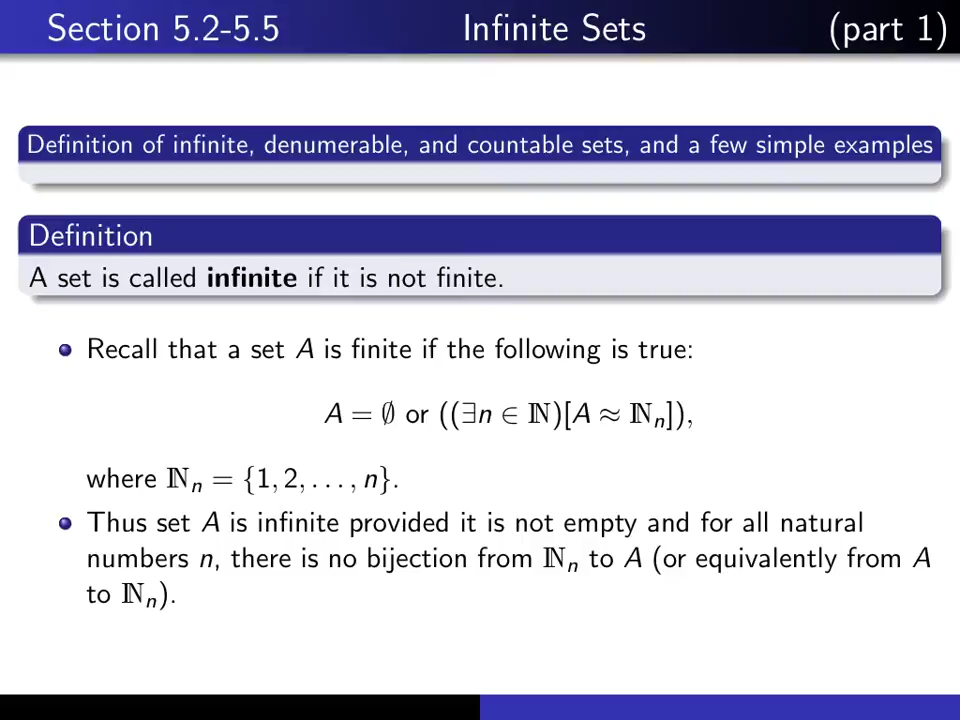 Section 5.2-5.5 Infinite Sets (part 1)
Definition of infinite, denumerable, and countable sets, and a few simple examples
Definition
A set is called infinite if it is not finite.
Recall that a set A is finite if the following is true:
A = ∅ or ((∃n ∈ ℕ)[A ≈ ℕₙ]),
where ℕₙ = {1, 2, . . . , n}.
Thus set A is infinite provided it is not empty and for all natural
numbers n, there is no bijection from ℕₙ to A (or equivalently from A
to ℕₙ).